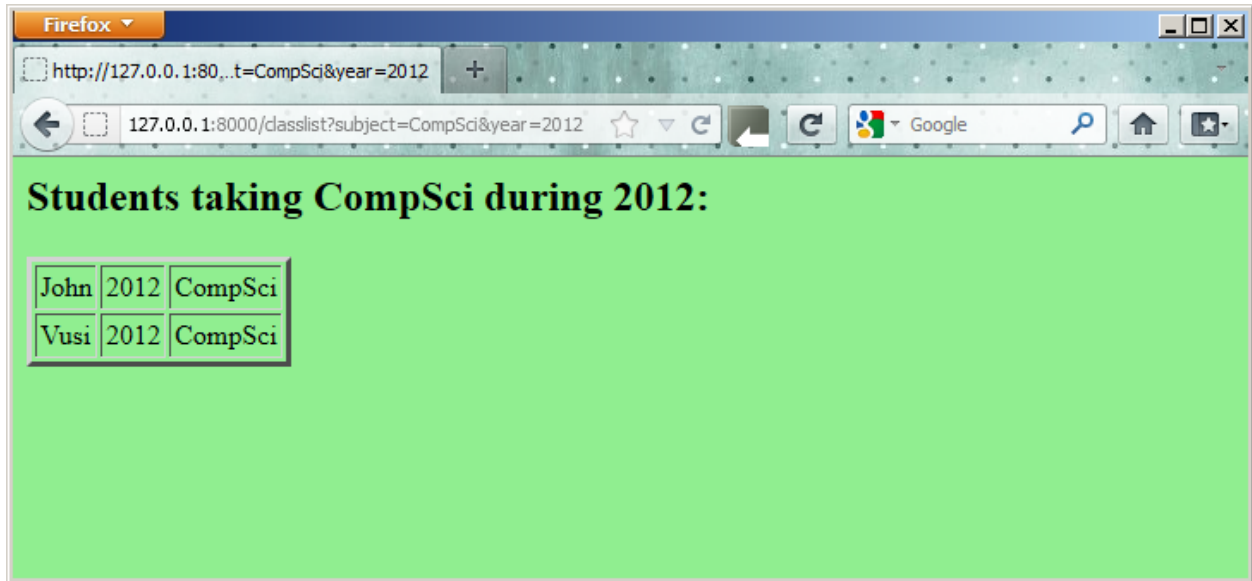 Firefox
http://127.0.0.1:80...t=CompSci&year=2012 +
127.0.0.1:8000/classlist?subject=CompSci&year=2012 Google
Students taking CompSci during 2012:
John 2012 CompSci
Vusi 2012 CompSci